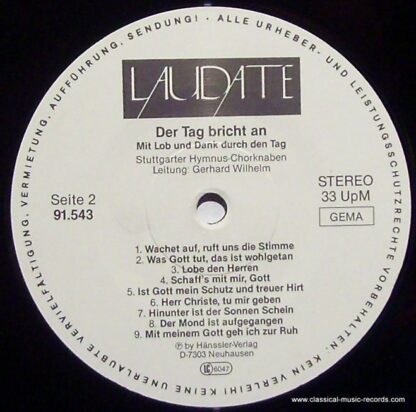 KEIN VERLEIH! KEINE UNERLAUBTE VERVIELFÄLTIGUNG, VERMIETUNG, AUFFÜHRUNG, SENDUNG! · ALLE URHEBER- UND LEISTUNGSSCHUTZRECHTE VORBEHALTEN.
LAUDATE
Der Tag bricht an
Mit Lob und Dank durch den Tag
Stuttgarter Hymnus-Chorknaben
Leitung: Gerhard Wilhelm
Seite 2
91.543
STEREO
33 UpM
GEMA
1. Wachet auf, ruft uns die Stimme
2. Was Gott tut, das ist wohlgetan
3. Lobe den Herren
4. Schaff's mit mir, Gott
5. Ist Gott mein Schutz und treuer Hirt
6. Herr Christe, tu mir geben
7. Hinunter ist der Sonnen Schein
8. Der Mond ist aufgegangen
9. Mit meinem Gott geh ich zur Ruh
℗ by Hänssler-Verlag
D-7303 Neuhausen
LC 6047
www.classical-music-records.com